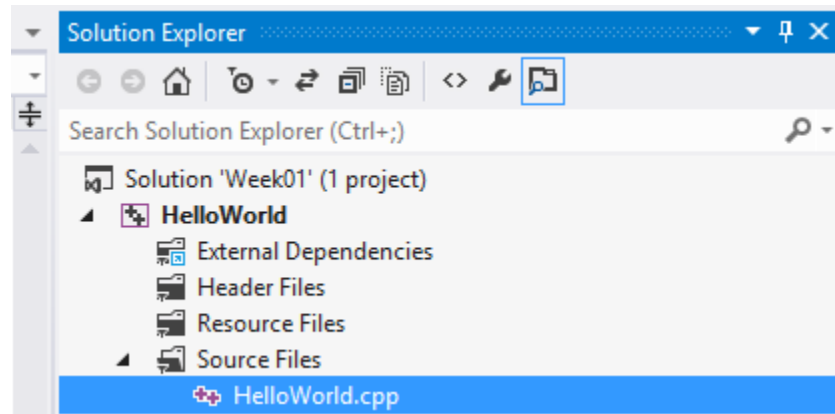 Solution Explorer
Search Solution Explorer (Ctrl+;)
Solution 'Week01' (1 project)
HelloWorld
External Dependencies
Header Files
Resource Files
Source Files
HelloWorld.cpp